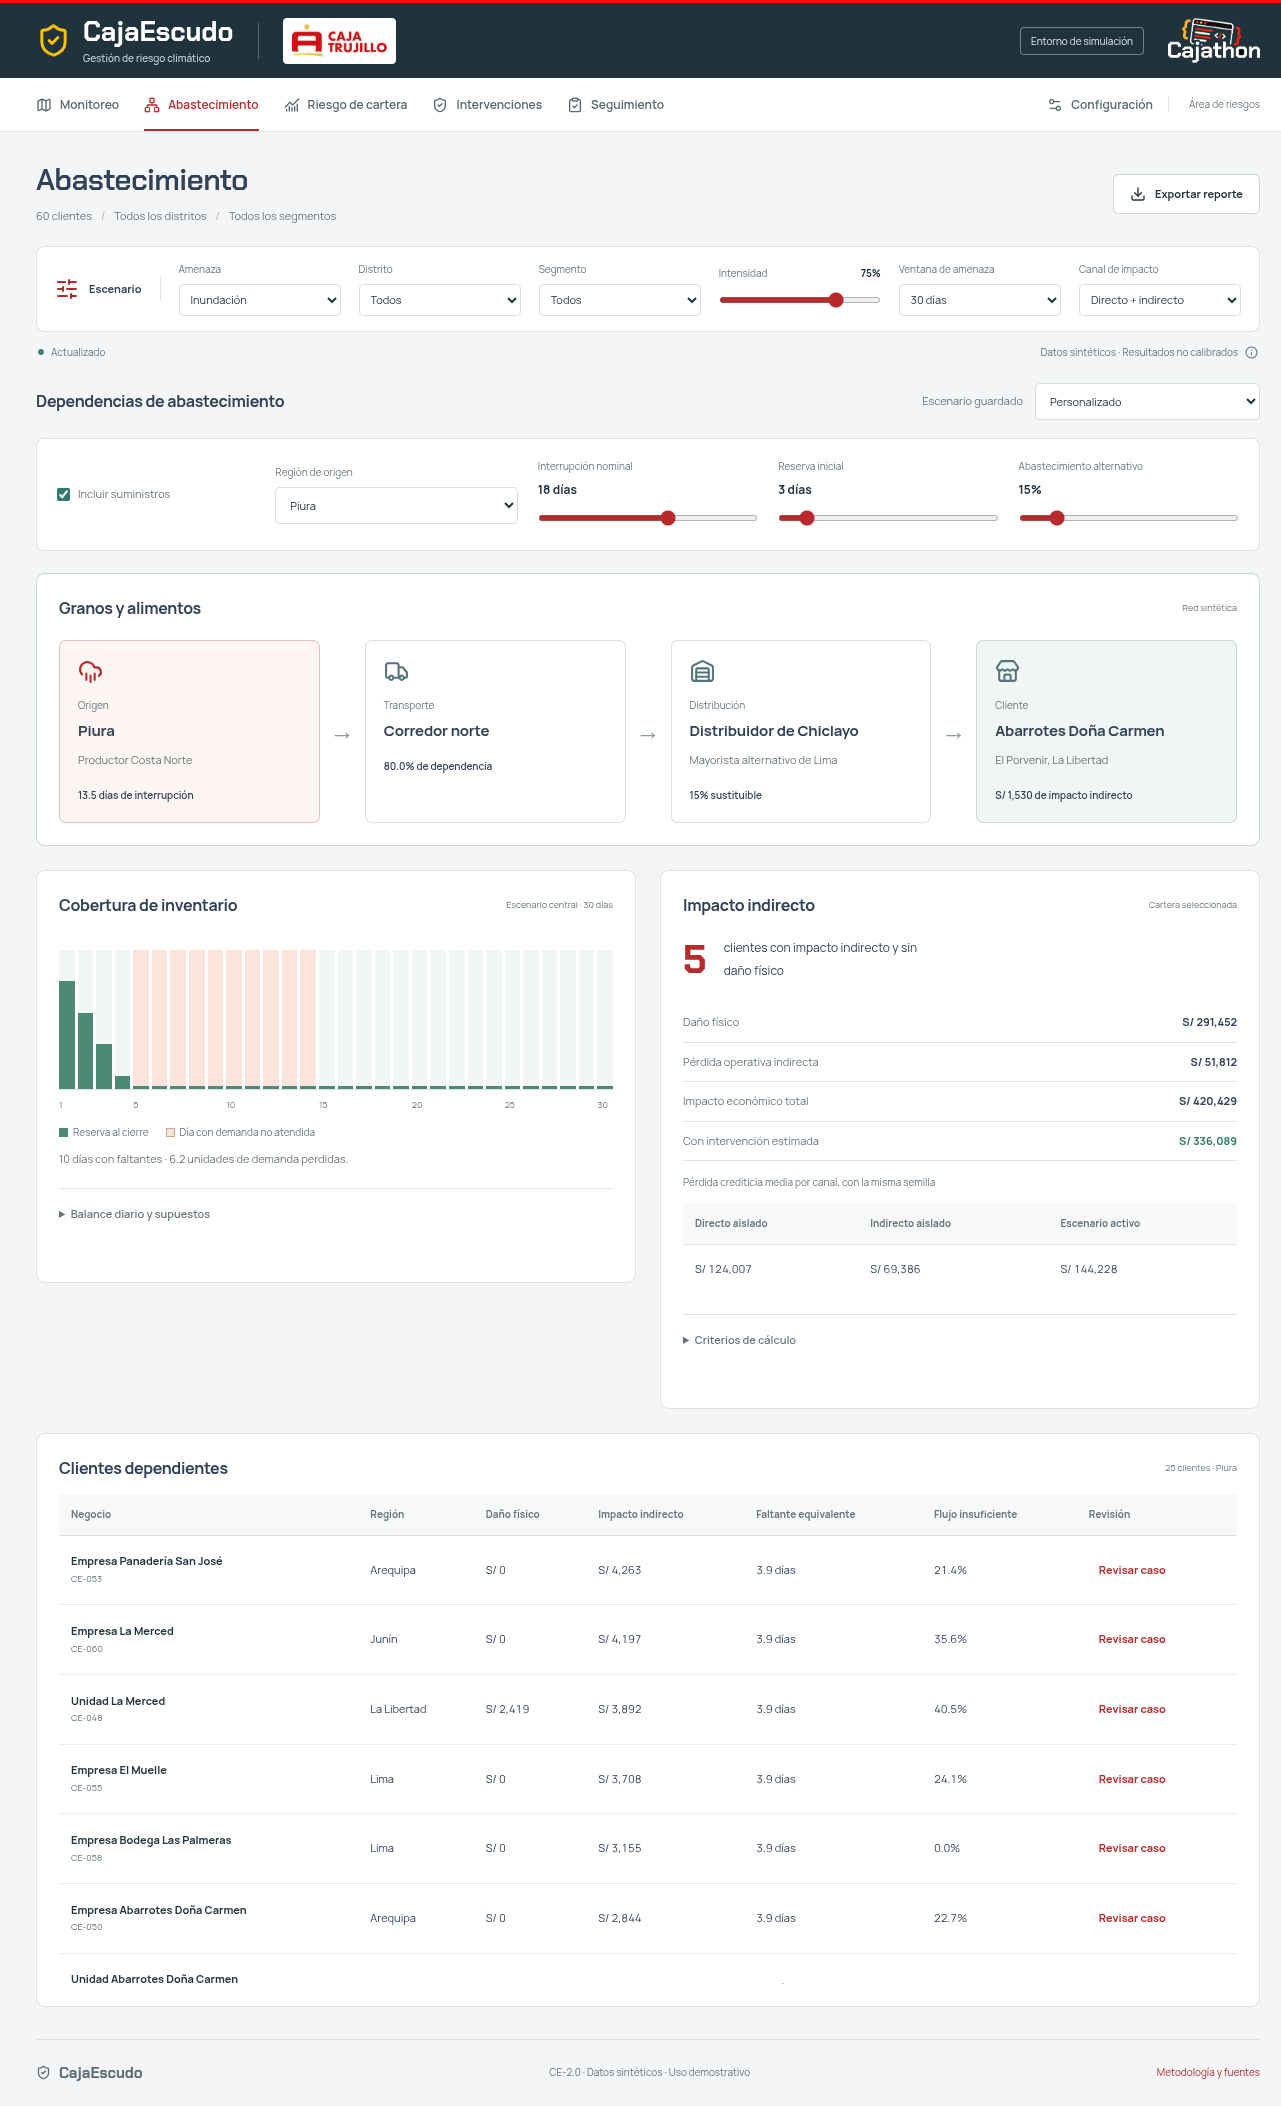 CajaEscudo
Gestión de riesgo climático
CAJA
TRUJILLO
Entorno de simulación
Cajathon
Monitoreo
Abastecimiento
Riesgo de cartera
Intervenciones
Seguimiento
Configuración
Área de riesgos
Abastecimiento
60 clientes / Todos los distritos / Todos los segmentos
Exportar reporte
Escenario
Amenaza
Inundación
Distrito
Todos
Segmento
Todos
Intensidad 75%
Ventana de amenaza
30 días
Canal de impacto
Directo + indirecto
Actualizado
Datos sintéticos · Resultados no calibrados
Dependencias de abastecimiento
Escenario guardado
Personalizado
Incluir suministros
Región de origen
Piura
Interrupción nominal
18 días
Reserva inicial
3 días
Abastecimiento alternativo
15%
Granos y alimentos
Red sintética
Origen
Piura
Productor Costa Norte
13.5 días de interrupción
→
Transporte
Corredor norte
80.0% de dependencia
→
Distribución
Distribuidor de Chiclayo
Mayorista alternativo de Lima
15% sustituible
→
Cliente
Abarrotes Doña Carmen
El Porvenir, La Libertad
S/ 1,530 de impacto indirecto
Cobertura de inventario
Escenario central · 30 días
1 5 10 15 20 25 30
Reserva al cierre
Día con demanda no atendida
10 días con faltantes · 6.2 unidades de demanda perdidas.
Balance diario y supuestos
Impacto indirecto
Cartera seleccionada
5
clientes con impacto indirecto y sin
daño físico
Daño físico S/ 291,452
Pérdida operativa indirecta S/ 51,812
Impacto económico total S/ 420,429
Con intervención estimada S/ 336,089
Pérdida crediticia media por canal, con la misma semilla
Directo aislado Indirecto aislado Escenario activo
S/ 124,007 S/ 69,386 S/ 144,228
Criterios de cálculo
Clientes dependientes
25 clientes · Piura
Negocio Región Daño físico Impacto indirecto Faltante equivalente Flujo insuficiente Revisión
Empresa Panadería San José
CE-053
Arequipa S/ 0 S/ 4,263 3.9 días 21.4% Revisar caso
Empresa La Merced
CE-060
Junín S/ 0 S/ 4,197 3.9 días 35.6% Revisar caso
Unidad La Merced
CE-048
La Libertad S/ 2,419 S/ 3,892 3.9 días 40.5% Revisar caso
Empresa El Muelle
CE-055
Lima S/ 0 S/ 3,708 3.9 días 24.1% Revisar caso
Empresa Bodega Las Palmeras
CE-058
Lima S/ 0 S/ 3,155 3.9 días 0.0% Revisar caso
Empresa Abarrotes Doña Carmen
CE-050
Arequipa S/ 0 S/ 2,844 3.9 días 22.7% Revisar caso
Unidad Abarrotes Doña Carmen
CajaEscudo
CE-2.0 · Datos sintéticos · Uso demostrativo
Metodología y fuentes